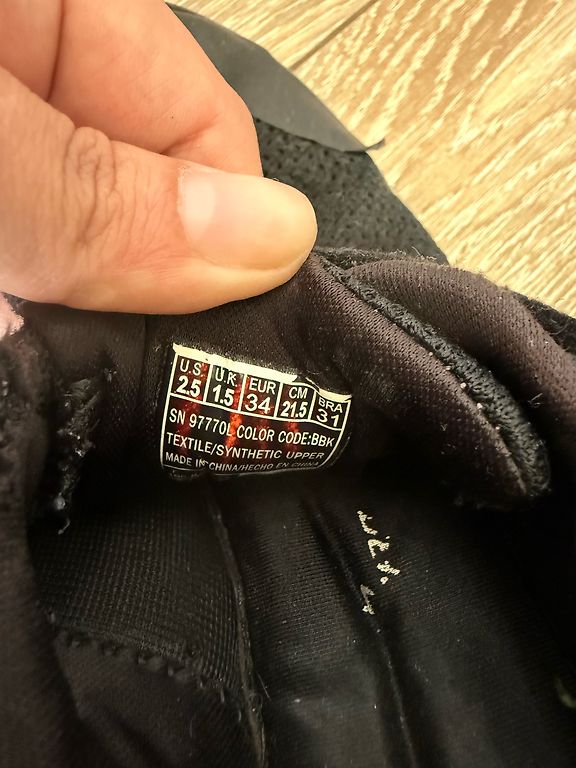 U.S. U.K EUR CM BRA
2.5 1.5 34 21.5 31
SN 97770L COLOR CODE:BBK
TEXTILE/SYNTHETIC UPPER
MADE IN CHINA/HECHO EN CHINA